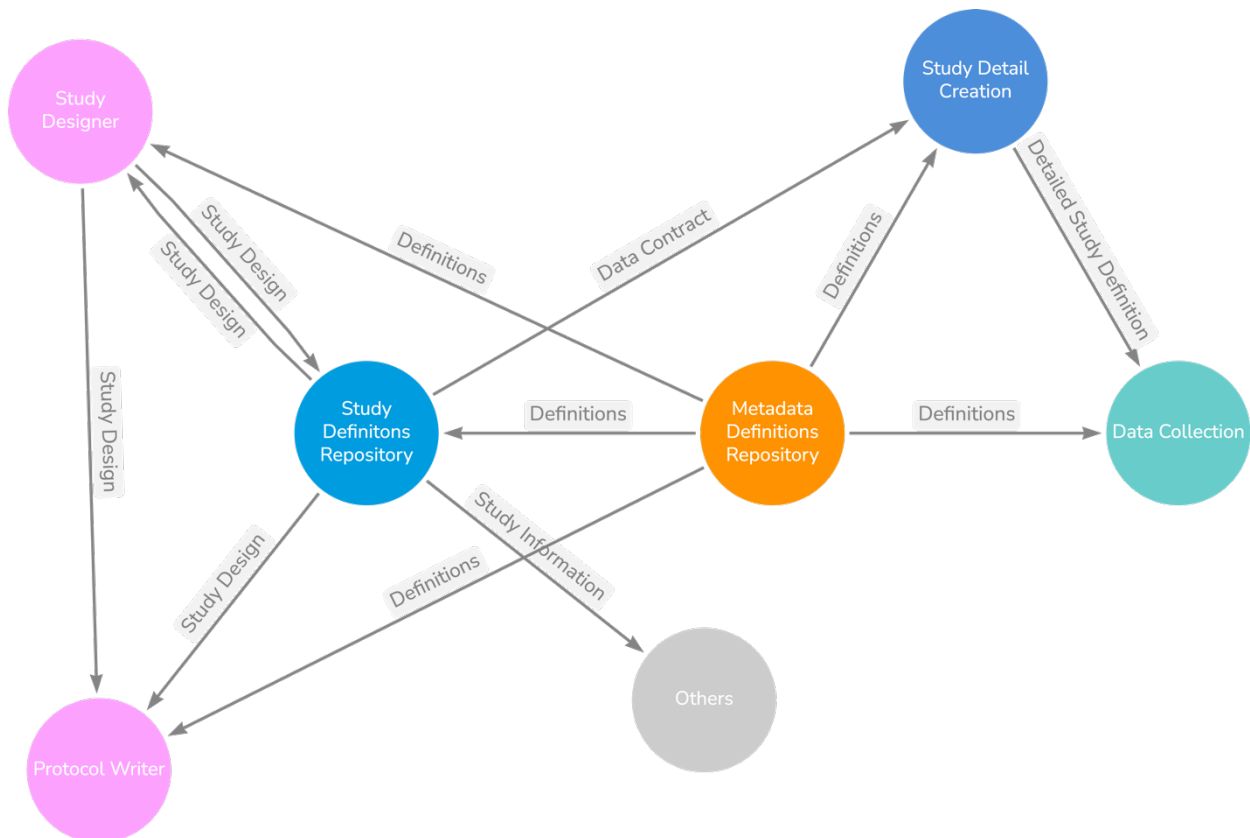 Study Detail
Creation
Study
Designer
Detailed Study Definition
Study Design
Study Design
Definitions
Data Contract
Definitions
Study Design
Study
Definitons
Repository
Definitions
Metadata
Definitions
Repository
Definitions
Data Collection
Study Design
Study Information
Definitions
Others
Protocol Writer